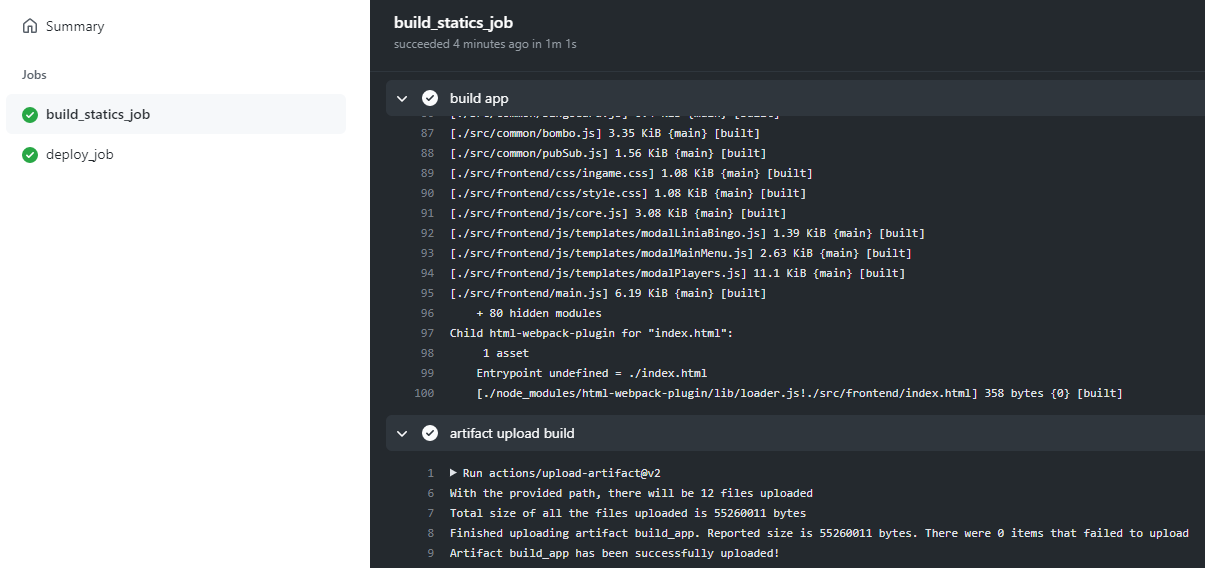 Summary
Jobs
build_statics_job
deploy_job
build_statics_job
succeeded 4 minutes ago in 1m 1s
build app
87 [./src/common/bombo.js] 3.35 KiB {main} [built]
88 [./src/common/pubSub.js] 1.56 KiB {main} [built]
89 [./src/frontend/css/ingame.css] 1.08 KiB {main} [built]
90 [./src/frontend/css/style.css] 1.08 KiB {main} [built]
91 [./src/frontend/js/core.js] 3.08 KiB {main} [built]
92 [./src/frontend/js/templates/modalLiniaBingo.js] 1.39 KiB {main} [built]
93 [./src/frontend/js/templates/modalMainMenu.js] 2.63 KiB {main} [built]
94 [./src/frontend/js/templates/modalPlayers.js] 11.1 KiB {main} [built]
95 [./src/frontend/main.js] 6.19 KiB {main} [built]
96 + 80 hidden modules
97 Child html-webpack-plugin for "index.html":
98 1 asset
99 Entrypoint undefined = ./index.html
100 [./node_modules/html-webpack-plugin/lib/loader.js!./src/frontend/index.html] 358 bytes {0} [built]
artifact upload build
1 Run actions/upload-artifact@v2
6 With the provided path, there will be 12 files uploaded
7 Total size of all the files uploaded is 55260011 bytes
8 Finished uploading artifact build_app. Reported size is 55260011 bytes. There were 0 items that failed to upload
9 Artifact build_app has been successfully uploaded!